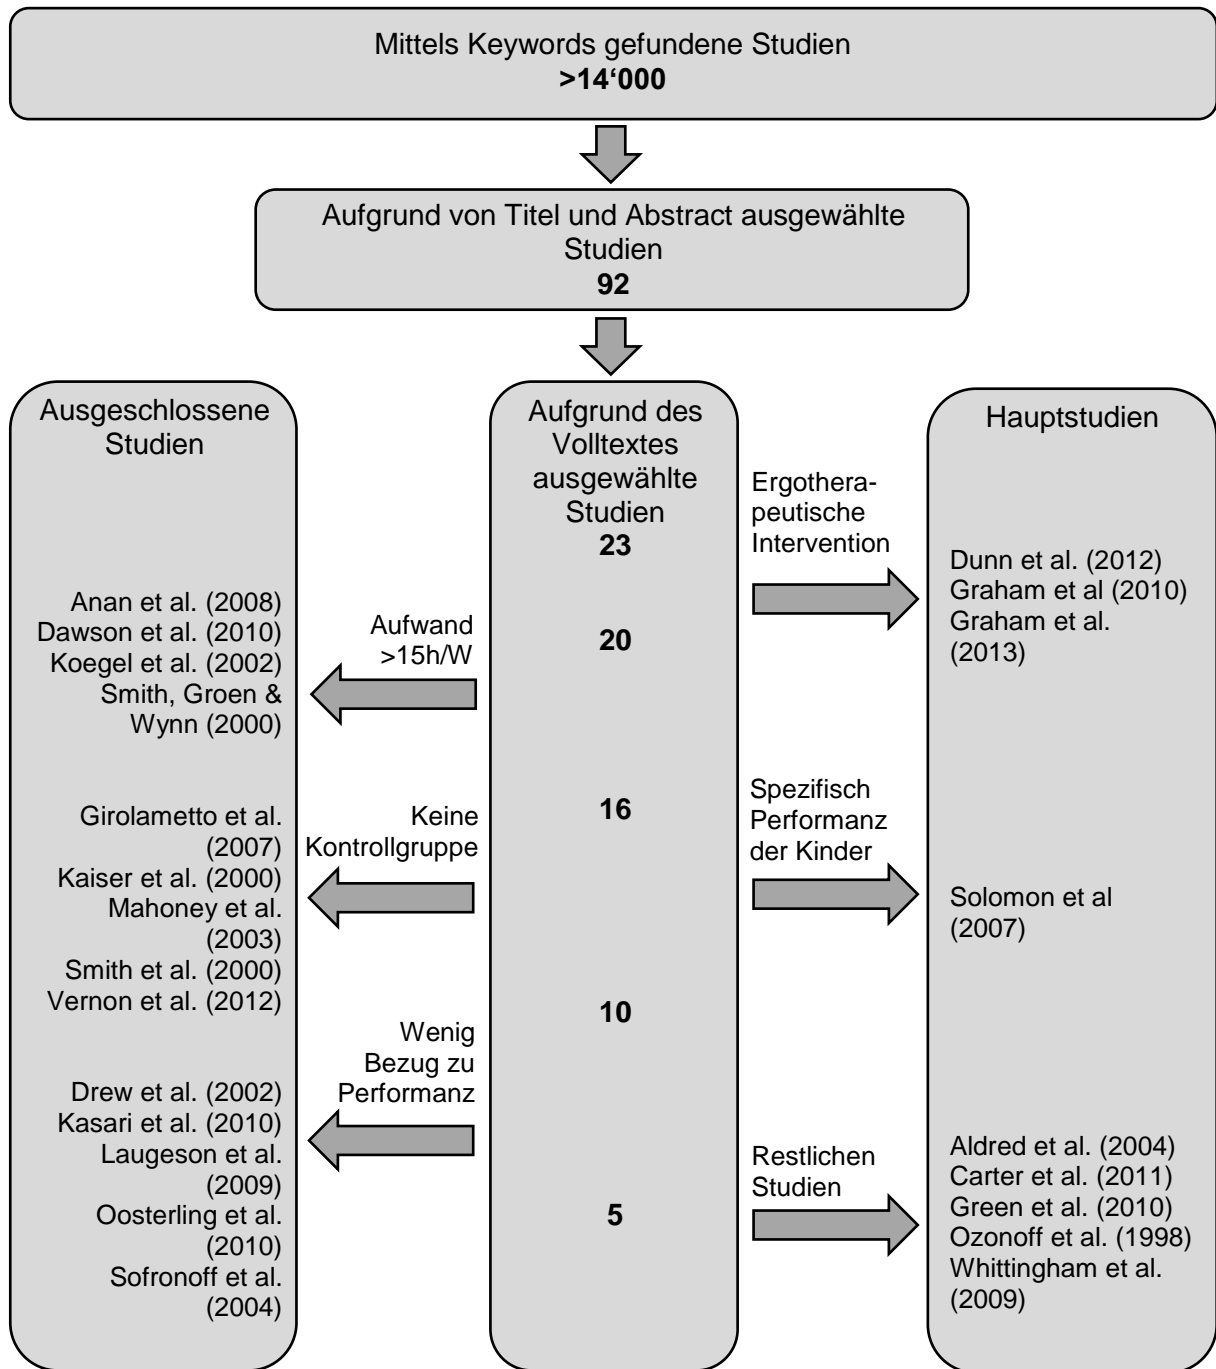 Mittels Keywords gefundene Studien
>14‘000
Aufgrund von Titel und Abstract ausgewählte
Studien
92
Ausgeschlossene
Studien
Anan et al. (2008)
Dawson et al. (2010)
Koegel et al. (2002)
Smith, Groen &
Wynn (2000)
Girolametto et al.
(2007)
Kaiser et al. (2000)
Mahoney et al.
(2003)
Smith et al. (2000)
Vernon et al. (2012)
Drew et al. (2002)
Kasari et al. (2010)
Laugeson et al.
(2009)
Oosterling et al.
(2010)
Sofronoff et al.
(2004)
Aufwand
>15h/W
Keine
Kontrollgruppe
Wenig
Bezug zu
Performanz
Aufgrund des
Volltextes
ausgewählte
Studien
23
20
16
10
5
Ergothera-
peutische
Intervention
Spezifisch
Performanz
der Kinder
Restlichen
Studien
Hauptstudien
Dunn et al. (2012)
Graham et al (2010)
Graham et al.
(2013)
Solomon et al
(2007)
Aldred et al. (2004)
Carter et al. (2011)
Green et al. (2010)
Ozonoff et al. (1998)
Whittingham et al.
(2009)